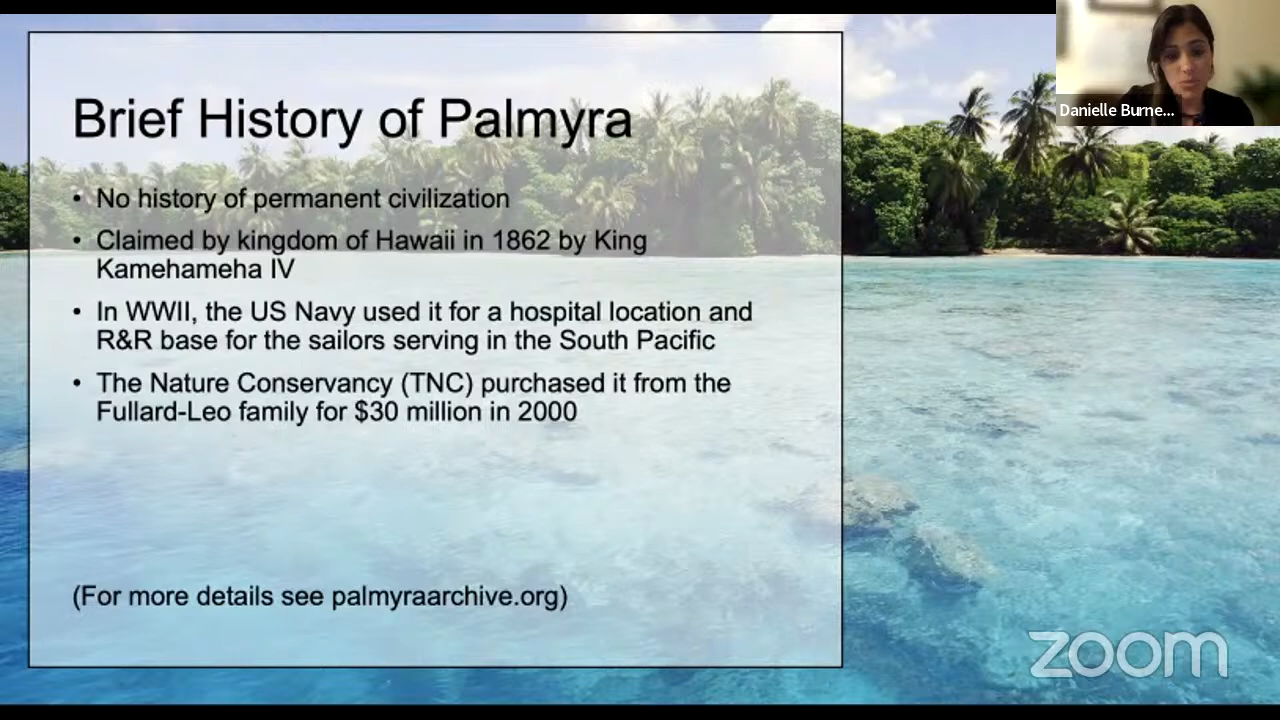 Danielle Burne...
Brief History of Palmyra
• No history of permanent civilization
• Claimed by kingdom of Hawaii in 1862 by King
Kamehameha IV
• In WWII, the US Navy used it for a hospital location and
R&R base for the sailors serving in the South Pacific
• The Nature Conservancy (TNC) purchased it from the
Fullard-Leo family for $30 million in 2000
(For more details see palmyraarchive.org)
zoom